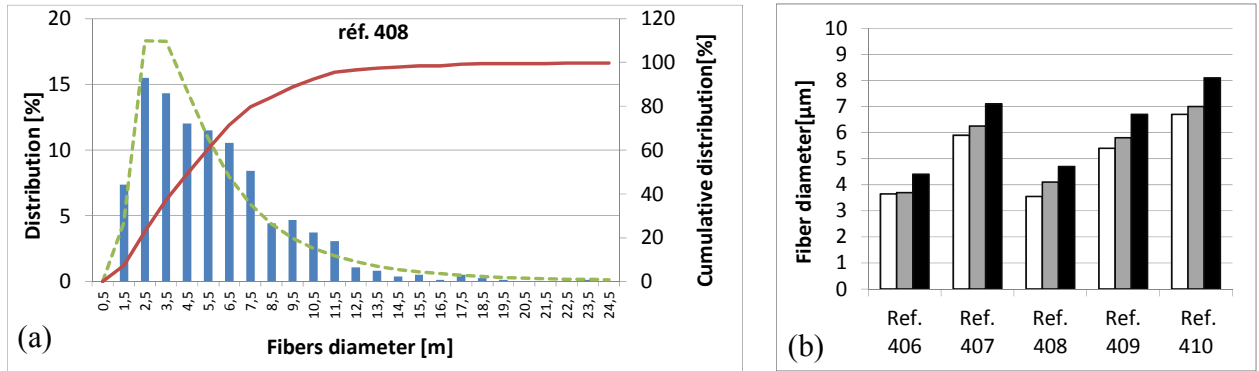 réf. 408
Distribution [%]
20
15
10
5
0
120
100
80
60
40
20
0
Cumulative distribution[%]
0,5 1,5 2,5 3,5 4,5 5,5 6,5 7,5 8,5 9,5 10,5 11,5 12,5 13,5 14,5 15,5 16,5 17,5 18,5 19,5 20,5 21,5 22,5 23,5 24,5
Fibers diameter [m]
(a)
Fiber diameter[µm]
10
9
8
7
6
5
4
3
2
1
0
Ref. Ref. Ref. Ref. Ref.
406 407 408 409 410
(b)